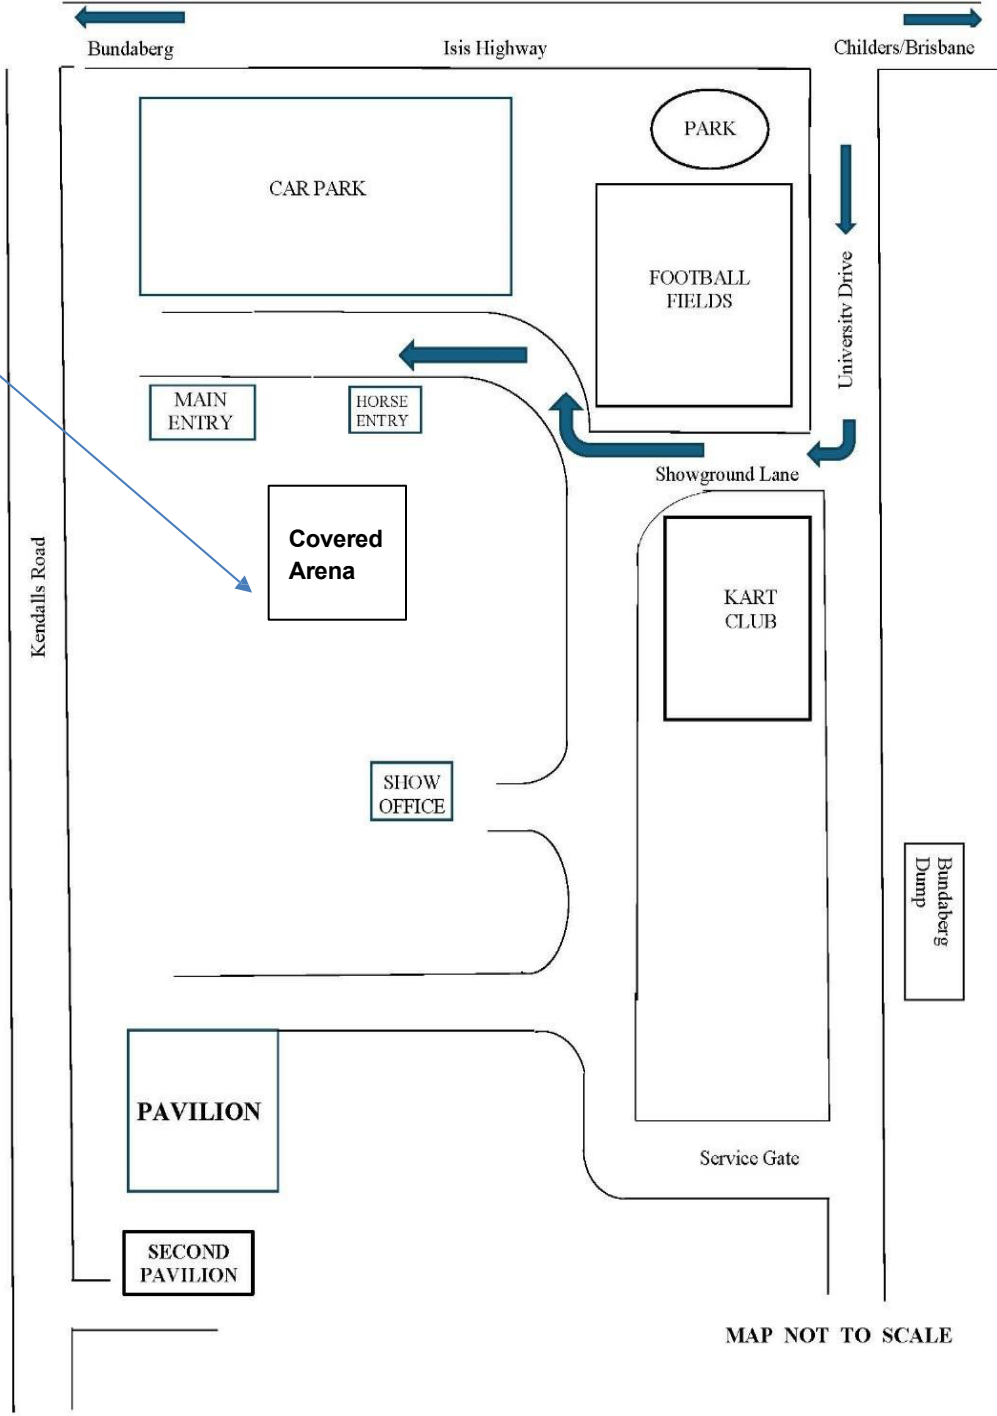 Bundaberg
Isis Highway
Childers/Brisbane
PARK
CAR PARK
FOOTBALL
FIELDS
University Drive
MAIN
ENTRY
HORSE
ENTRY
Showground Lane
Covered
Arena
Kendalls Road
KART
CLUB
SHOW
OFFICE
Bundaberg
Dump
PAVILION
Service Gate
SECOND
PAVILION
MAP NOT TO SCALE